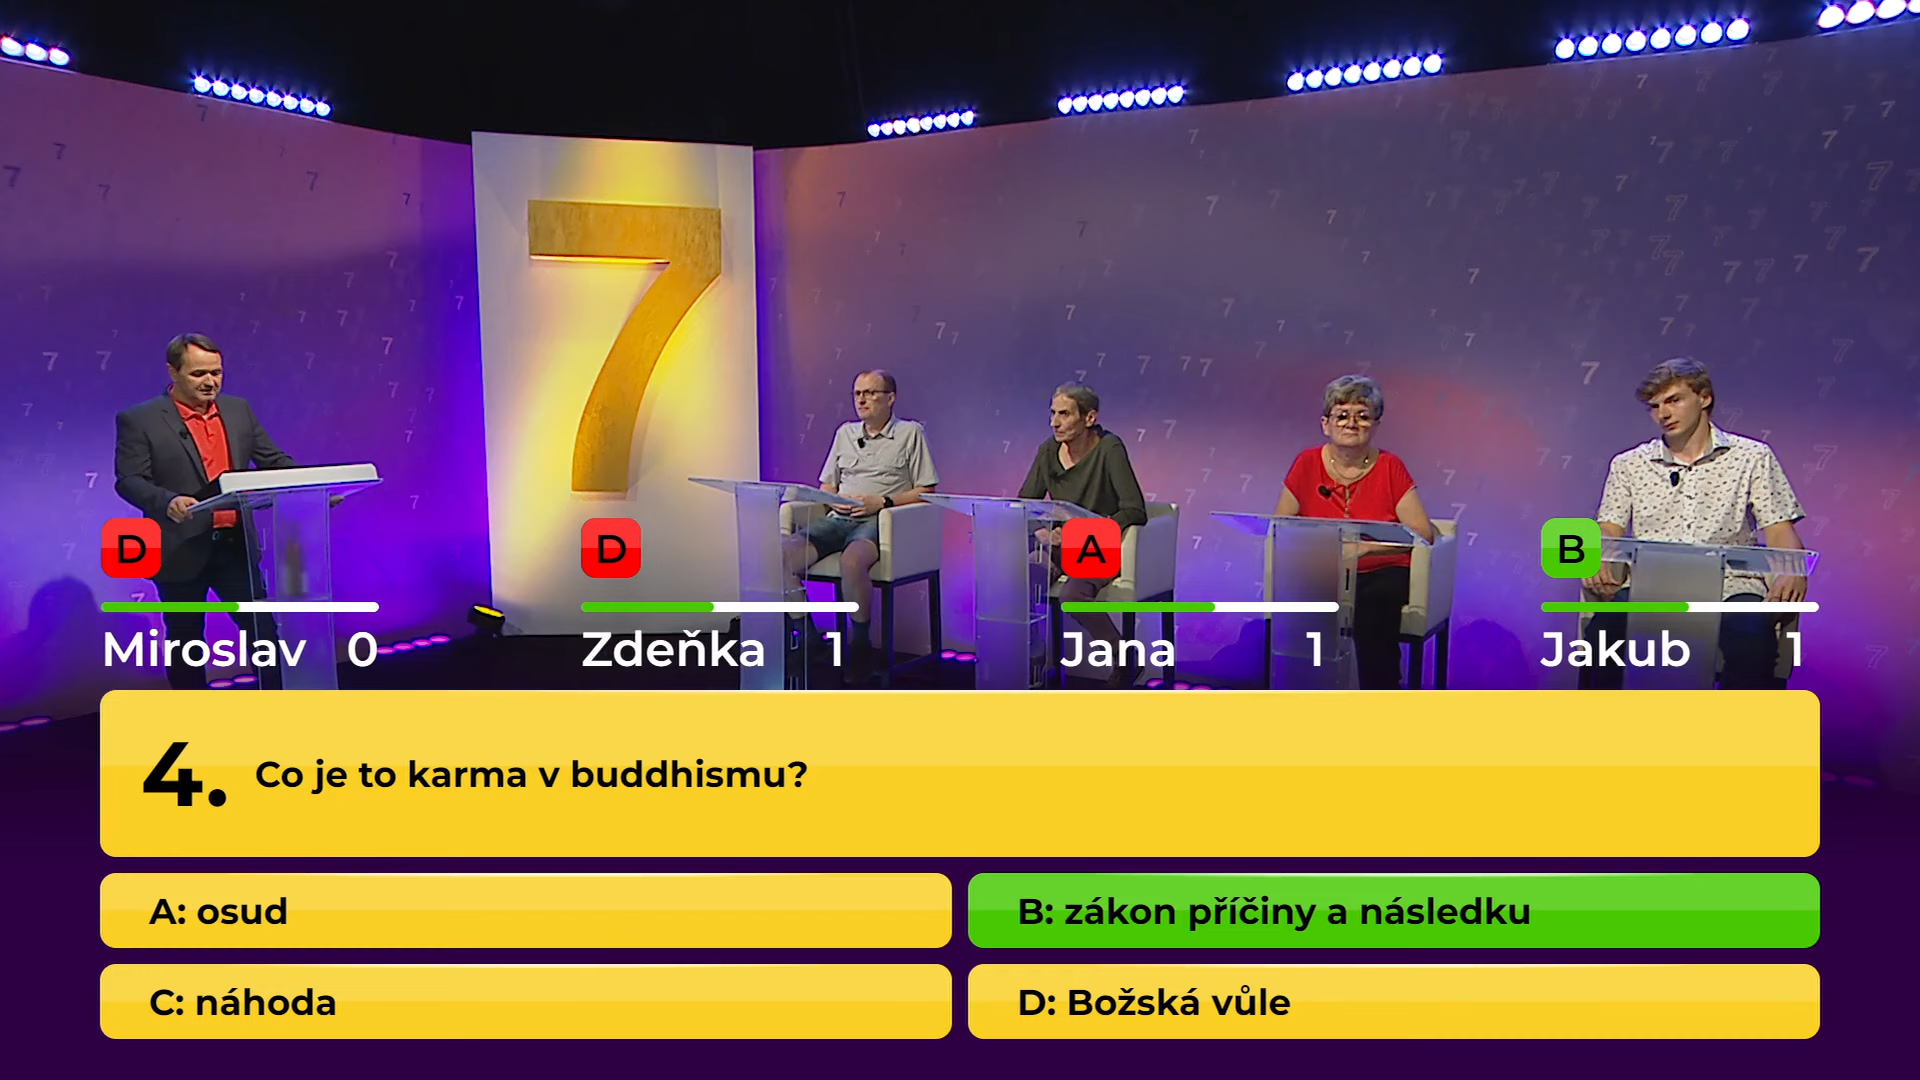 7
D D A B
Miroslav 0 Zdeňka 1 Jana 1 Jakub 1
4. Co je to karma v buddhismu?
A: osud
B: zákon příčiny a následku
C: náhoda
D: Božská vůle